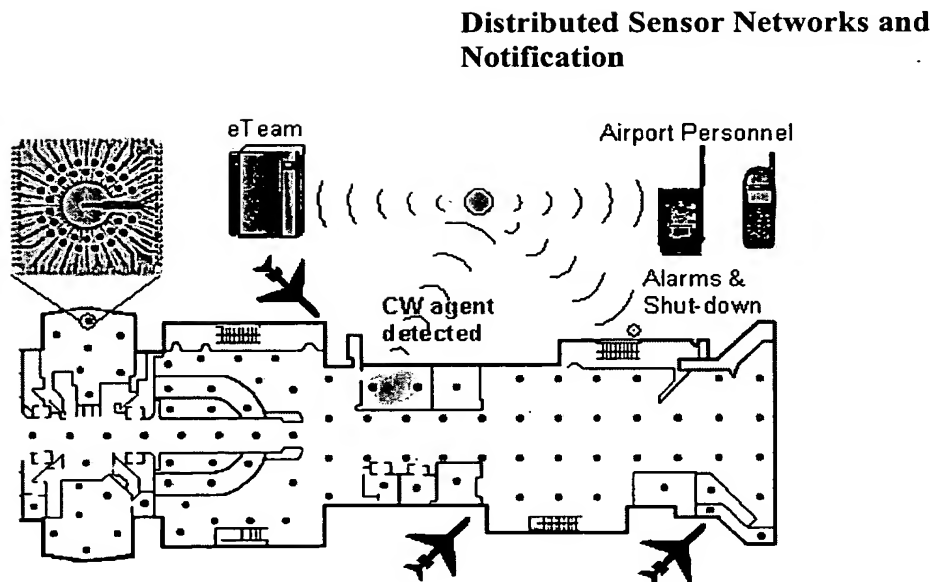 Distributed Sensor Networks and
Notification
eTeam
Airport Personnel
Alarms &
Shut-down
CW agent
detected